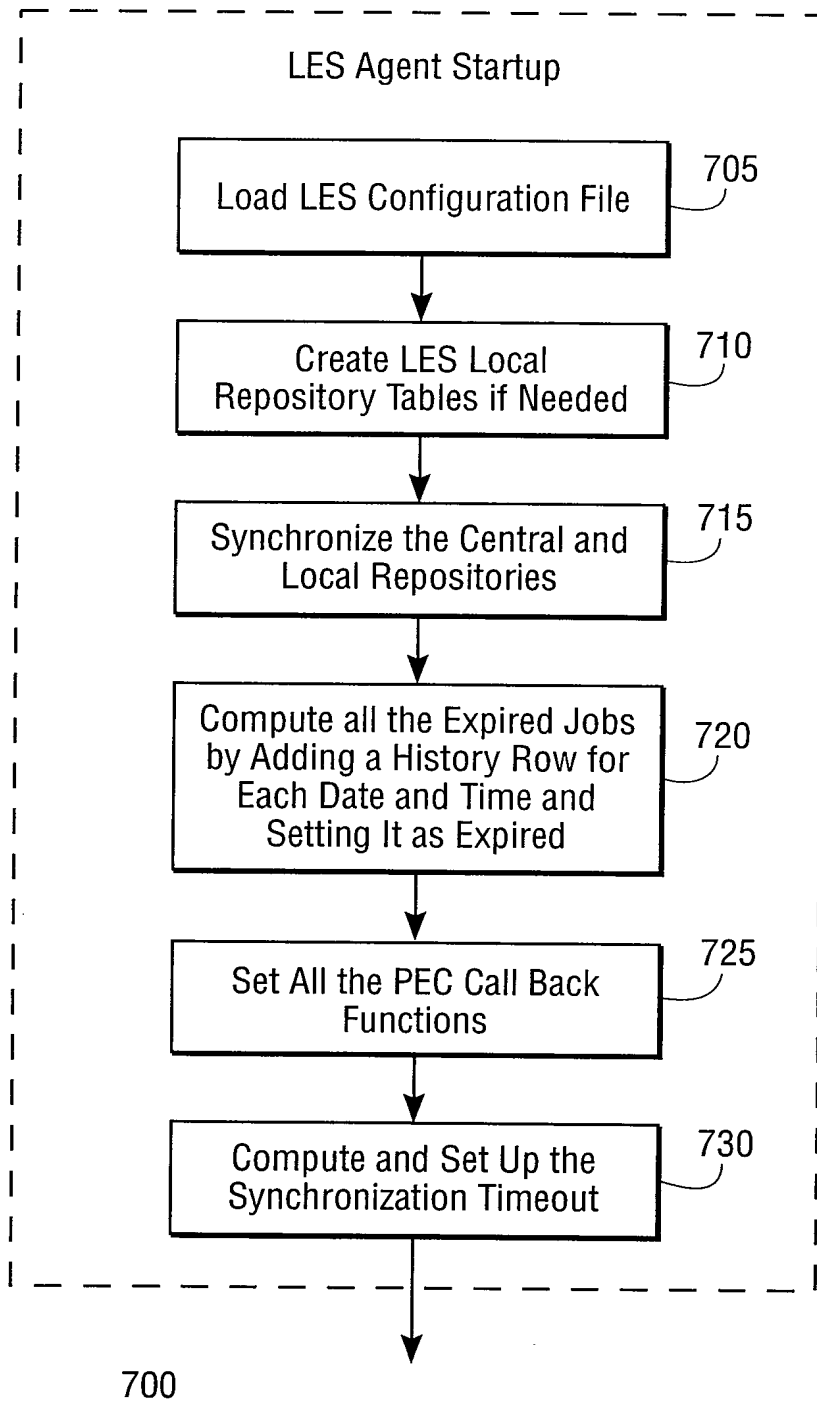 LES Agent Startup
705
Load LES Configuration File
710
Create LES Local
Repository Tables if Needed
715
Synchronize the Central and
Local Repositories
720
Compute all the Expired Jobs
by Adding a History Row for
Each Date and Time and
Setting It as Expired
725
Set All the PEC Call Back
Functions
730
Compute and Set Up the
Synchronization Timeout
700